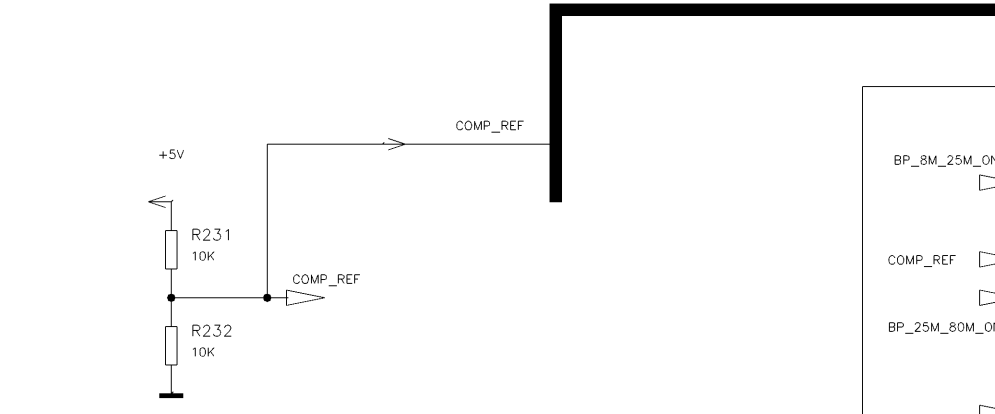 COMP_REF
+5V
BP_8M_25M_ON
R231
10K
COMP_REF
COMP_REF
R232
10K
BP_25M_80M_ON